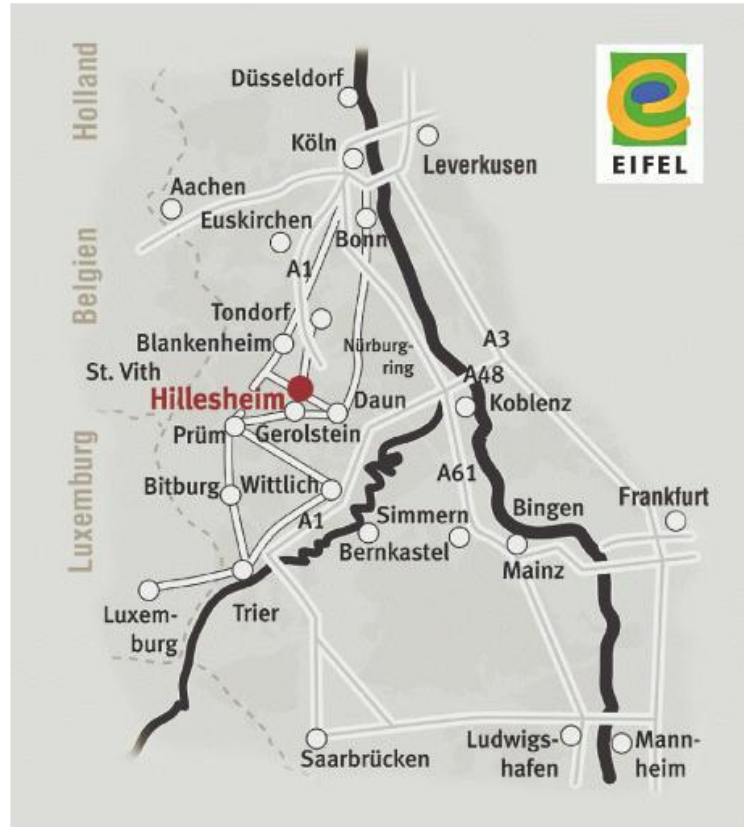 Holland
Düsseldorf
EIFEL
Köln
Leverkusen
Aachen
Euskirchen
Bonn
Belgien
A1
Tondorf
Blankenheim
Nürburg-
ring
A3
St. Vith
A48
Hillesheim
Daun
Koblenz
Prüm
Gerolstein
Luxemburg
A61
Bitburg
Wittlich
A1
Simmern
Bingen
Frankfurt
Bernkastel
Mainz
Luxem-
burg
Trier
Saarbrücken
Ludwigs-
hafen
Mann-
heim